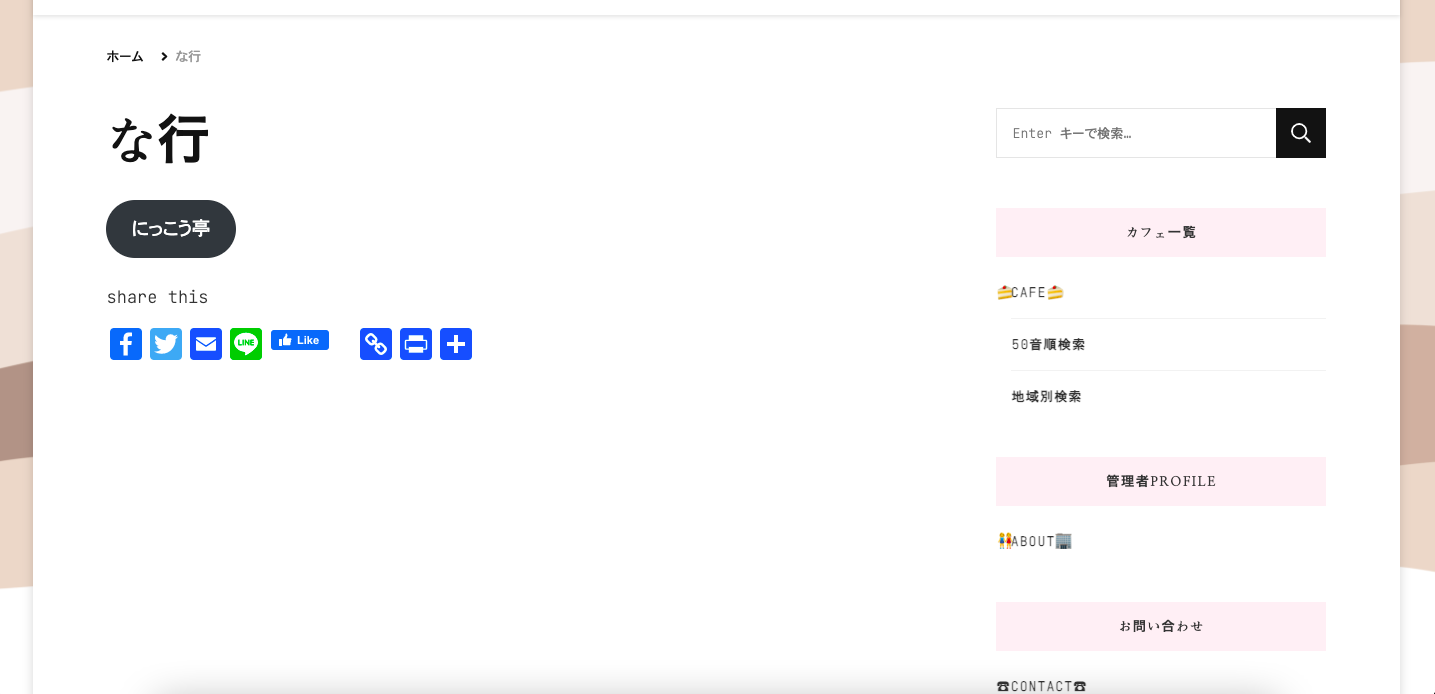 ホーム > な行
な行
にっこう亭
share this
LINE
Like
Enter キーで検索…
カフェ一覧
🍰CAFE🍰
50音順検索
地域別検索
管理者PROFILE
👭ABOUT🏢
お問い合わせ
☎CONTACT☎